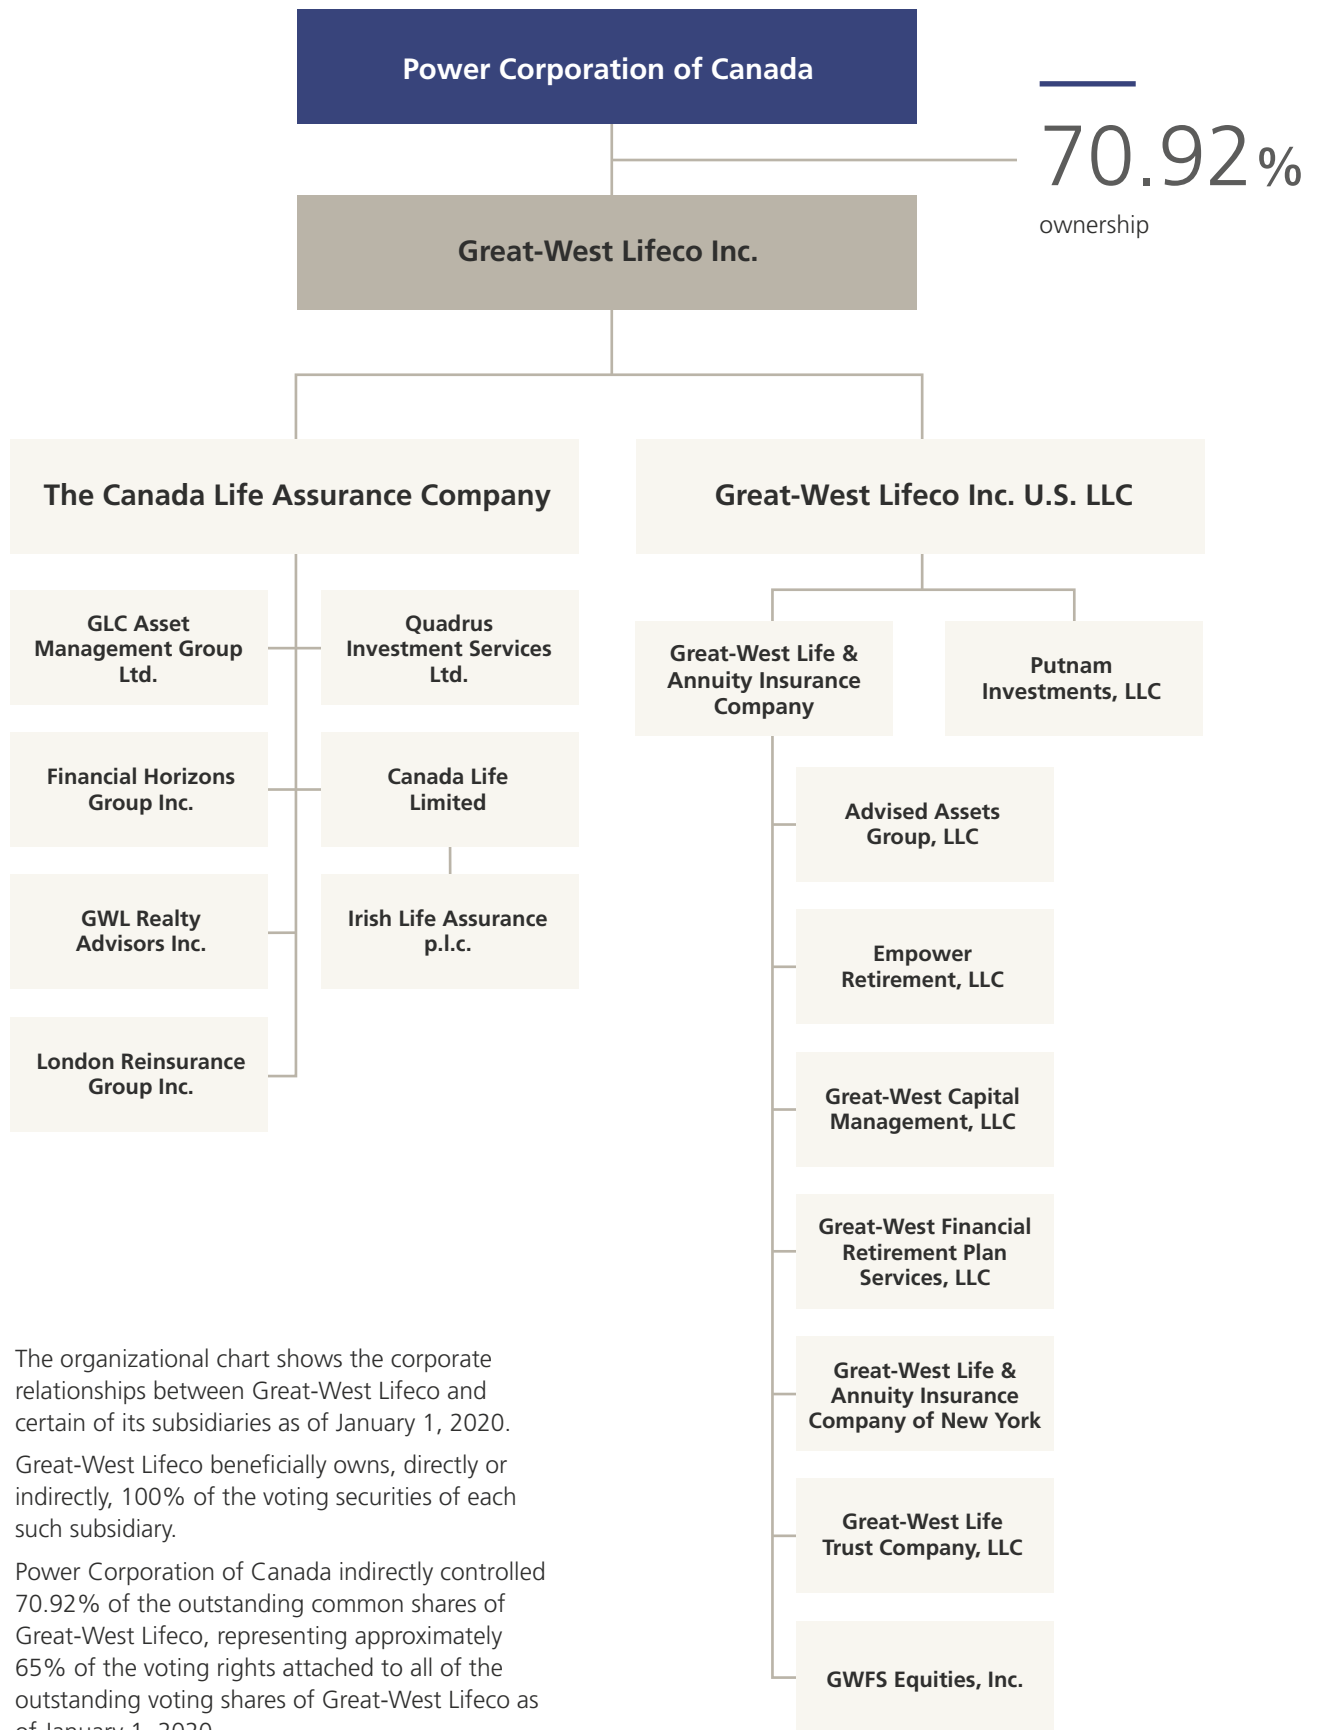 Power Corporation of Canada
70.92%
ownership
Great-West Lifeco Inc.
The Canada Life Assurance Company
Great-West Lifeco Inc. U.S. LLC
GLC Asset
Management Group
Ltd.
Quadrus
Investment Services
Ltd.
Financial Horizons
Group Inc.
Canada Life
Limited
GWL Realty
Advisors Inc.
Irish Life Assurance
p.l.c.
London Reinsurance
Group Inc.
Great-West Life &
Annuity Insurance
Company
Putnam
Investments, LLC
Advised Assets
Group, LLC
Empower
Retirement, LLC
Great-West Capital
Management, LLC
Great-West Financial
Retirement Plan
Services, LLC
Great-West Life &
Annuity Insurance
Company of New York
Great-West Life
Trust Company, LLC
GWFS Equities, Inc.
The organizational chart shows the corporate
relationships between Great-West Lifeco and
certain of its subsidiaries as of January 1, 2020.
Great-West Lifeco beneficially owns, directly or
indirectly, 100% of the voting securities of each
such subsidiary.
Power Corporation of Canada indirectly controlled
70.92% of the outstanding common shares of
Great-West Lifeco, representing approximately
65% of the voting rights attached to all of the
outstanding voting shares of Great-West Lifeco as
of January 1, 2020